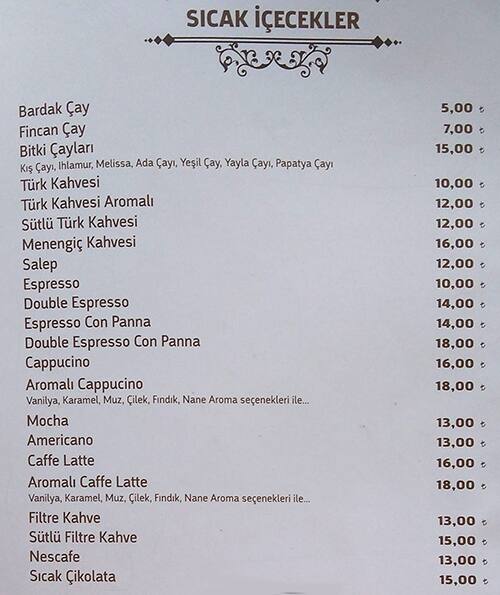 SICAK İÇECEKLER
Bardak Çay 5,00 ₺
Fincan Çay 7,00 ₺
Bitki Çayları 15,00 ₺
Kış Çayı, Ihlamur, Melissa, Ada Çayı, Yeşil Çay, Yayla Çayı, Papatya Çayı
Türk Kahvesi 10,00 ₺
Türk Kahvesi Aromalı 12,00 ₺
Sütlü Türk Kahvesi 12,00 ₺
Menengiç Kahvesi 16,00 ₺
Salep 12,00 ₺
Espresso 10,00 ₺
Double Espresso 14,00 ₺
Espresso Con Panna 14,00 ₺
Double Espresso Con Panna 18,00 ₺
Cappucino 16,00 ₺
Aromalı Cappucino 18,00 ₺
Vanilya, Karamel, Muz, Çilek, Fındık, Nane Aroma seçenekleri ile...
Mocha 13,00 ₺
Americano 13,00 ₺
Caffe Latte 16,00 ₺
Aromalı Caffe Latte 18,00 ₺
Vanilya, Karamel, Muz, Çilek, Fındık, Nane Aroma seçenekleri ile...
Filtre Kahve 13,00 ₺
Sütlü Filtre Kahve 15,00 ₺
Nescafe 13,00 ₺
Sıcak Çikolata 15,00 ₺